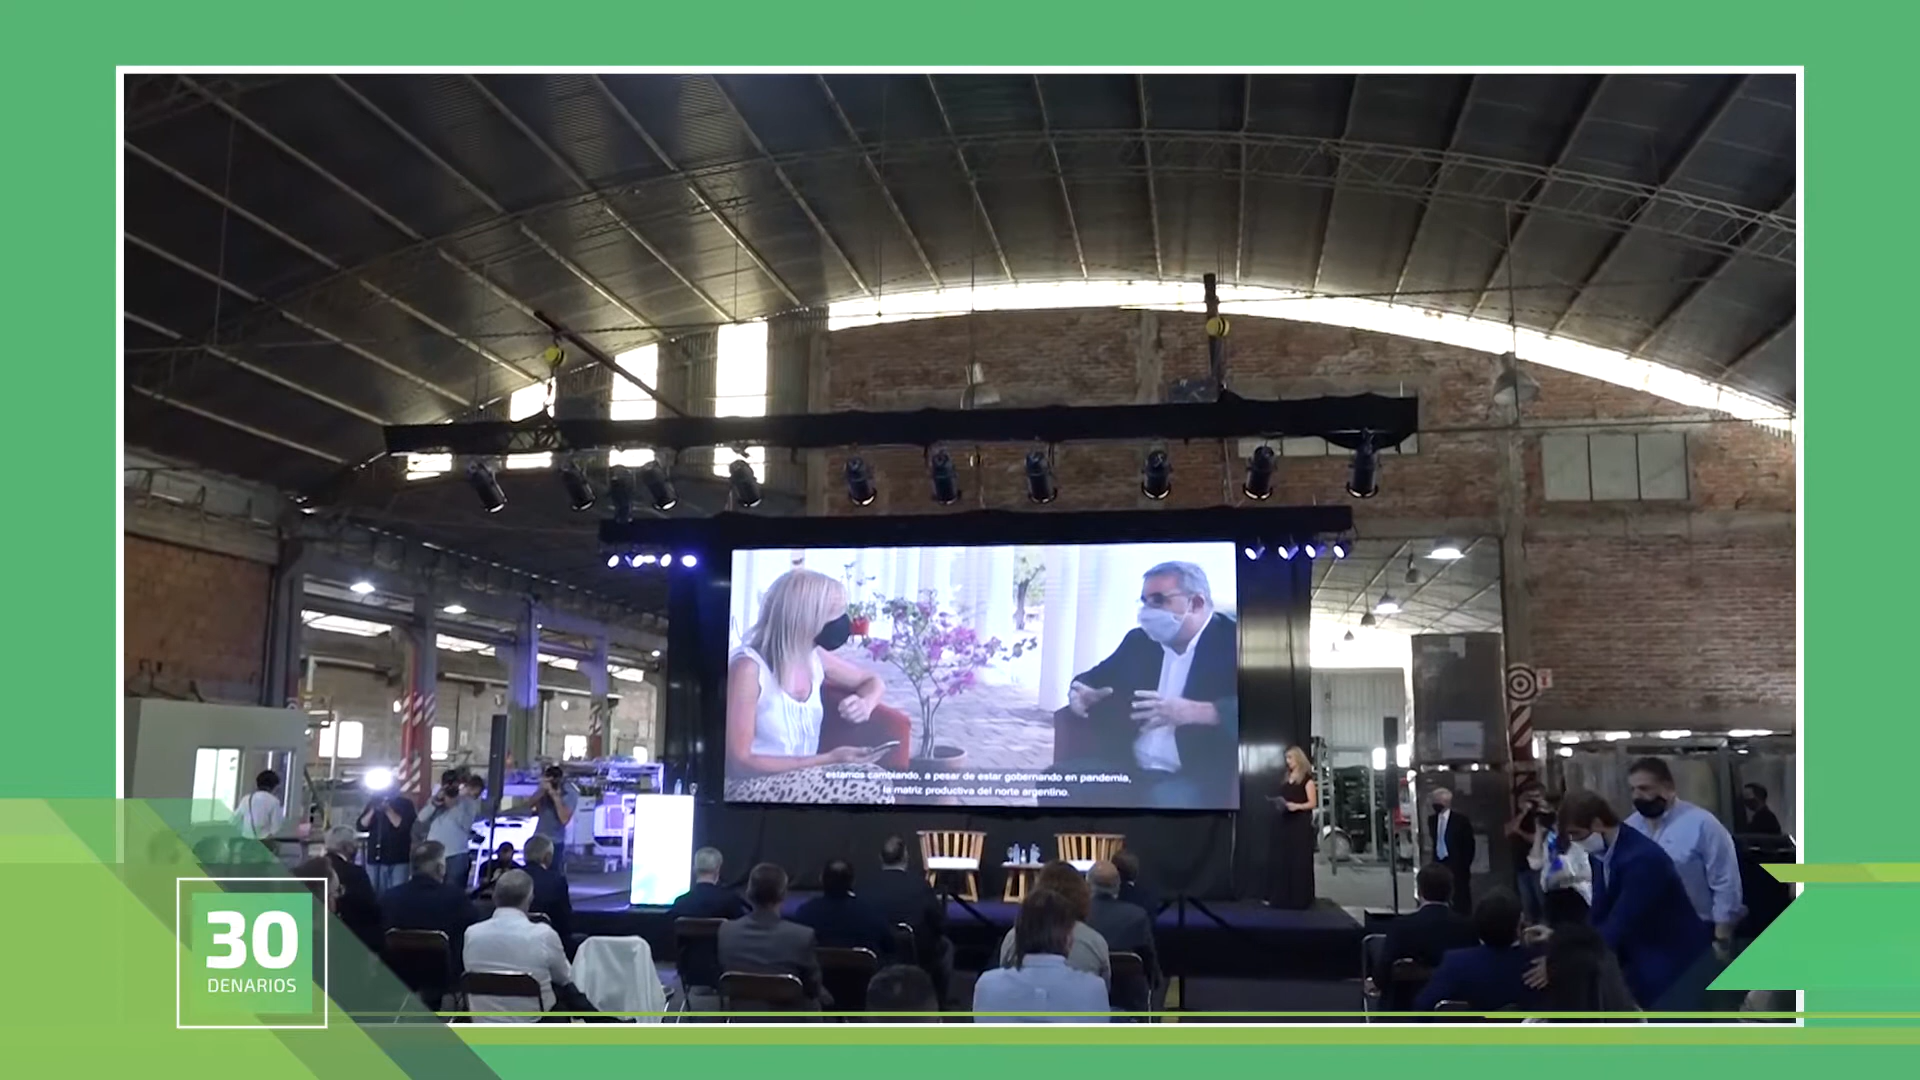 estamos cambiando, a pesar de estar gobernando en pandemia,
la matriz productiva del norte argentino.
30
DENARIOS